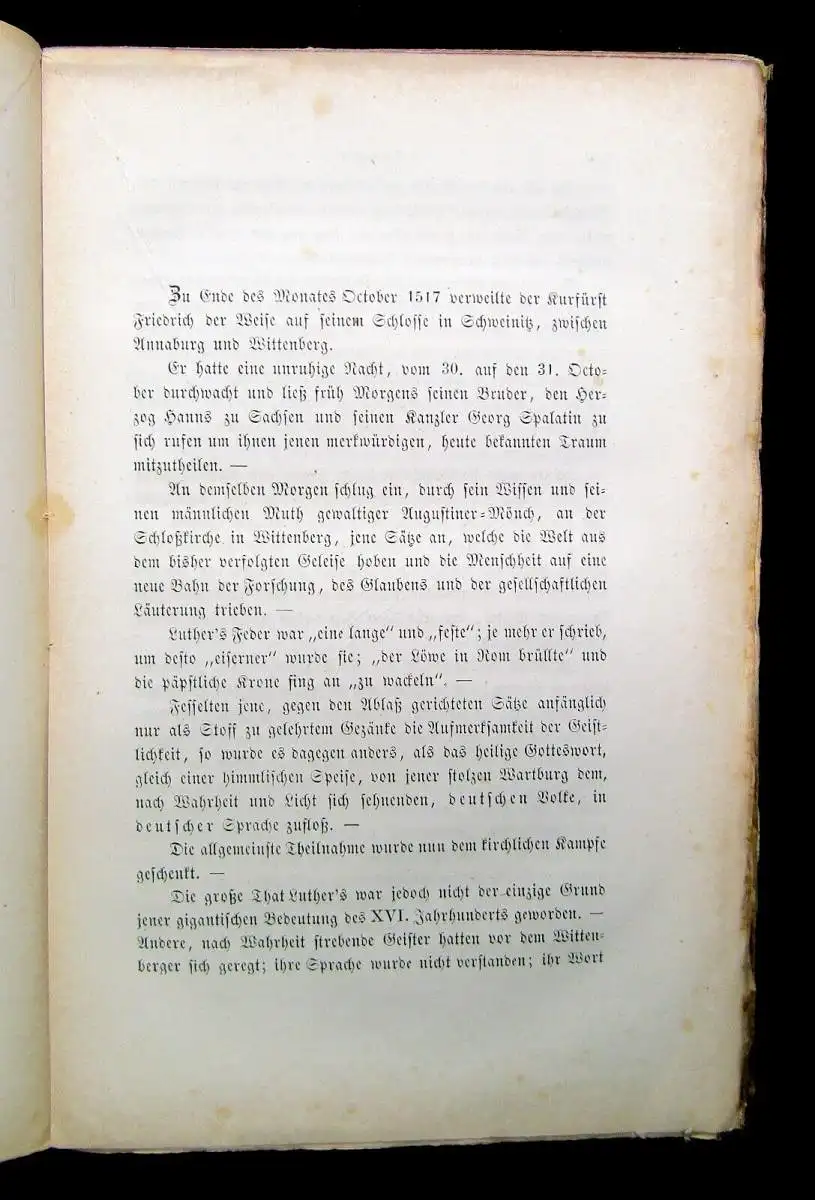 Zu Ende des Monates October 1517 verweilte der Kurfürst
Friedrich der Weise auf seinem Schlosse in Schweinitz, zwischen
Annaburg und Wittenberg.
Er hatte eine unruhige Nacht, vom 30. auf den 31. Octo-
ber durchwacht und ließ früh Morgens seinen Bruder, den Her-
zog Hanns zu Sachsen und seinen Kanzler Georg Spalatin zu
sich rufen um ihnen jenen merkwürdigen, heute bekannten Traum
mitzutheilen. —
An demselben Morgen schlug ein, durch sein Wissen und sei-
nen männlichen Muth gewaltiger Augustiner-Mönch, an der
Schloßkirche in Wittenberg, jene Sätze an, welche die Welt aus
dem bisher verfolgten Geleise hoben und die Menschheit auf eine
neue Bahn der Forschung, des Glaubens und der gesellschaftlichen
Läuterung trieben. —
Luther's Feder war „eine lange“ und „feste“; je mehr er schrieb,
um desto „eiserner“ wurde sie; „der Löwe in Rom brüllte“ und
die päpstliche Krone fing an „zu wackeln“. —
Fesselten jene, gegen den Ablaß gerichteten Sätze anfänglich
nur als Stoff zu gelehrtem Gezänke die Aufmerksamkeit der Geist-
lichkeit, so wurde es dagegen anders, als das heilige Gotteswort,
gleich einer himmlischen Speise, von jener stolzen Wartburg dem,
nach Wahrheit und Licht sich sehnenden, deutschen Volke, in
deutscher Sprache zufloß. —
Die allgemeinste Theilnahme wurde nun dem kirchlichen Kampfe
geschenkt. —
Die große That Luther's war jedoch nicht der einzige Grund
jener gigantischen Bedeutung des XVI. Jahrhunderts geworden. —
Andere, nach Wahrheit strebende Geister hatten vor dem Witten-
berger sich geregt; ihre Sprache wurde nicht verstanden; ihr Wort